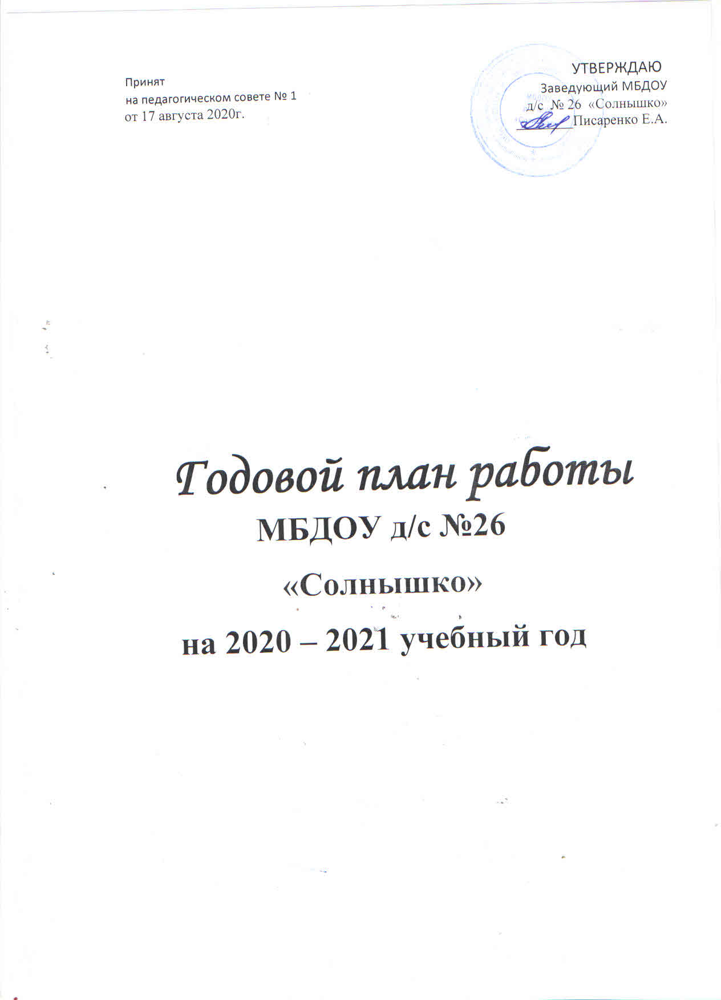 Принят
на педагогическом совете № 1
от 17 августа 2020г.
УТВЕРЖДАЮ
Заведующий МБДОУ
д/с № 26 «Солнышко»
Писаренко Е.А.
Годовой план работы
МБДОУ д/с №26
«Солнышко»
на 2020 – 2021 учебный год